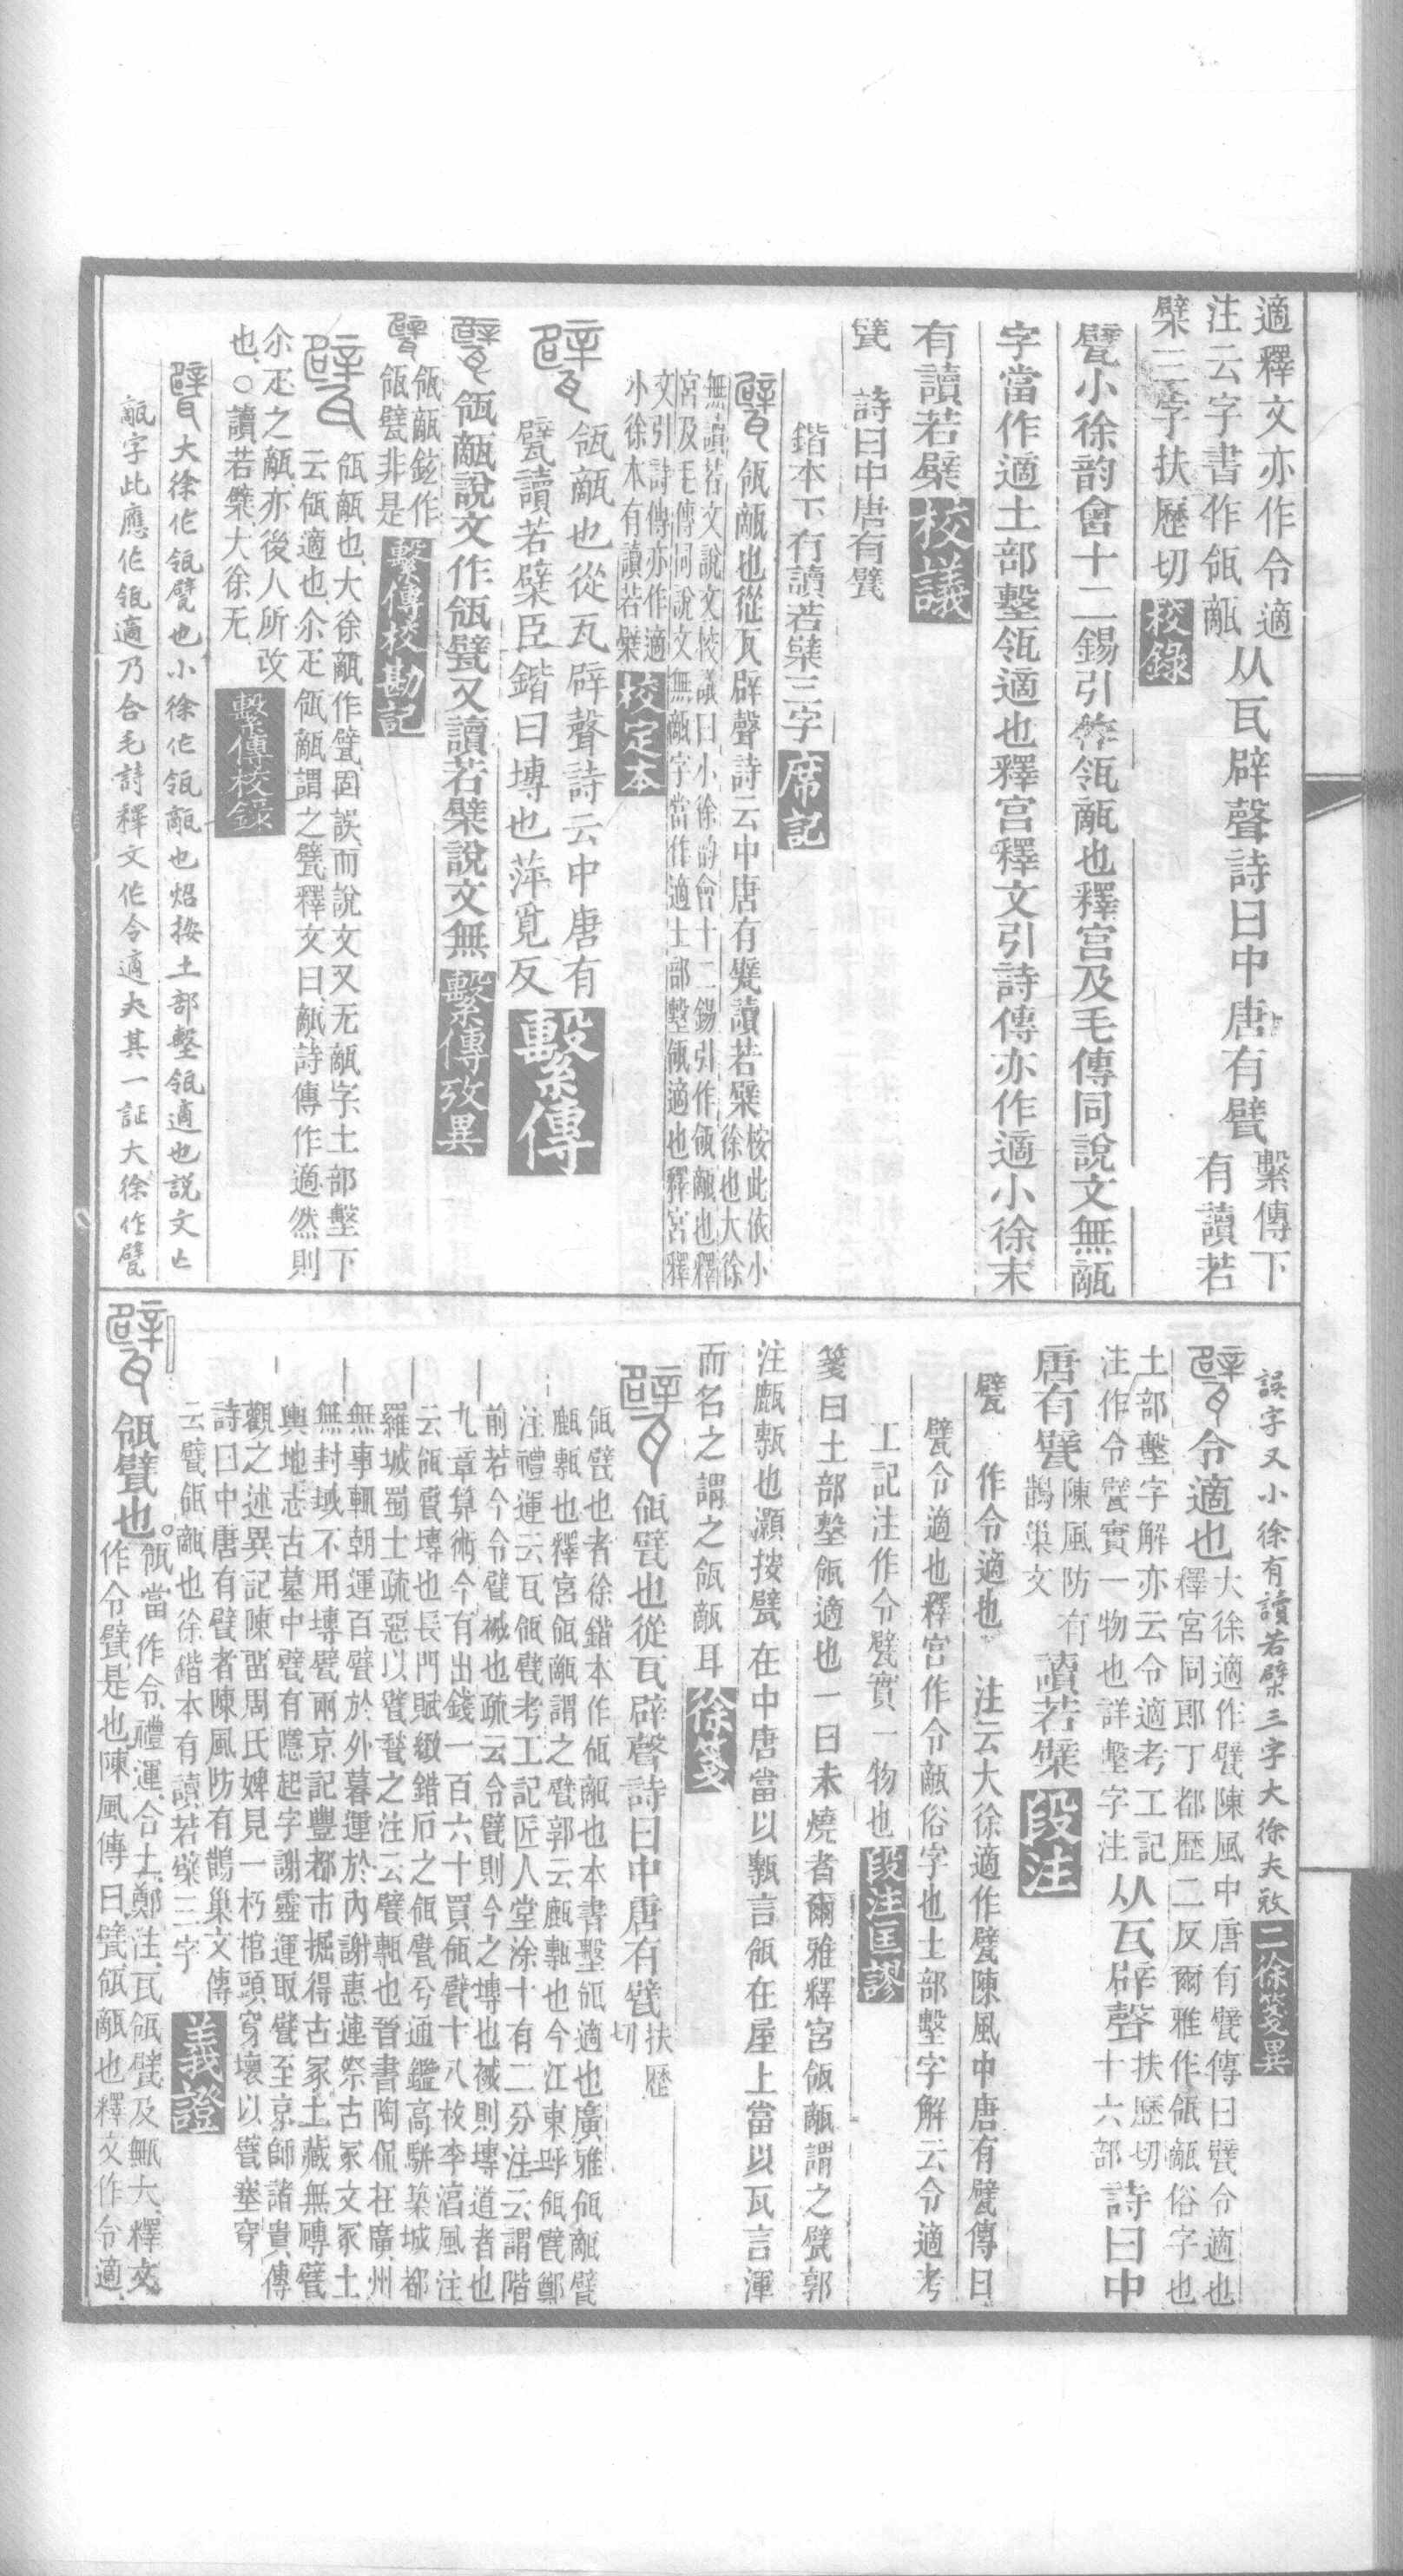 適釋文亦作令適
注云字書作瓴甋
从瓦辟聲詩曰中唐有甓
繫傳下
有讀若
檗三字扶歷切
校錄
甓小徐韵會十二錫引作瓴甋也釋宫及毛傳同說文無甋
字當作適土部墼瓴適也釋宫釋文引詩傳亦作適小徐末
有讀若檗
校議
甓　詩曰中唐有甓
鍇本下有讀若檗三字
席記
甓瓴甋也從瓦辟聲詩云中唐有甓讀若檗
桉此依小
徐也大徐
無讀若文說文校議曰小徐韵會十二錫引作瓴甋也釋
宮及毛傳同說文無甋字當作適土部墼瓴適也釋宮釋
文引詩傳亦作適
小徐末有讀若檗
校定本
甓瓴甋也從瓦辟聲詩云中唐有
甓讀若檗臣鍇曰塼也萍覓反
繫傳
甓瓴甋說文作瓴甓又讀若檗說文無
繫傳攷異
甓瓴甋鉉作
瓴甓非是
繫傳校勘記
甓瓴甋也大徐甋作甓固誤而說文又无甋字土部墼下
云瓴適也尒疋瓴甋謂之甓釋文曰甋詩傳作適然則
尒疋之甋亦後人所改
也○讀若檗大徐无
繫傳校錄
甓大徐作瓴甓也小徐作瓴甋也炤按土部墼瓴適也說文亡
甋字此應作瓴適乃合毛詩釋文作令適夶其一証大徐作甓
誤字又小徐有讀若檗三字大徐夶敚
二徐箋異
甓令適也
大徐適作甓陳風中唐有甓傳曰甓令適也
釋宮同郎丁都歷二反爾雅作瓴甋俗字也
土部墼字解亦云令適考工記
注作令甓實一物也詳墼字注
从瓦辟聲
扶歷切
十六部
詩曰中
唐有甓
陳風防有
鵲巢文
讀若檗
段注
甓　作令適也　注云大徐適作甓陳風中唐有甓傳曰
甓令適也釋宫作令甋俗字也土部墼字解云令適考
工記注作令甓實一物也
段注匡謬
箋曰土部墼瓴適也一曰未燒者爾雅釋宮瓴甋謂之甓郭
注㼾甎也灝按甓在中唐當以甎言瓴在屋上當以瓦言渾
而名之謂之瓴甋耳
徐箋
甓瓴甓也從瓦辟聲詩曰中唐有甓
扶歷
切
瓴甓也者徐鍇本作瓴甋也本書墼瓴適也廣雅瓴甋甓
㼾甎也釋宮瓴甋謂之甓郭云㼾甎也今江東呼瓴甓鄭
注禮運云瓦瓴甓考工記匠人堂涂十有二分注云謂階
前若今令甓裓也疏云令甓則今之塼也裓則塼道者也
九章算術今有出錢一百六十買瓴甓十八枚李淳風注
云瓴甓塼也長門賦緻錯石之瓴甓兮通鑑高駢築城都
羅城蜀土疏惡以甓甃之注云甓甎也晉書陶侃在廣州
無事輒朝運百甓於外暮運於內謝惠連祭古冢文冢土
無封域不用塼甓兩京記豐都市掘得古冢土藏無磚甓
輿地志古墓中甓有隱起字謝靈運取甓至京師諸貴傳
觀之述異記陳畱周氏婢見一朽棺頭穿壞以甓塞穿
詩曰中唐有甓者陳風防有鵲巢文傳
云甓瓴甋也徐鍇本有讀若檗三字
義證
甓瓴甓也。
瓴當作令禮運合土鄭注瓦瓴甓及甒大釋文
作令甓是也陳風傳曰甓瓴甋也釋文作令適